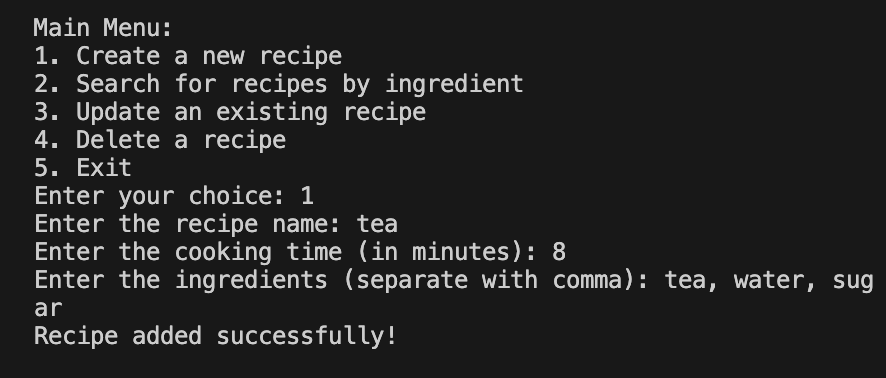 Main Menu:
1. Create a new recipe
2. Search for recipes by ingredient
3. Update an existing recipe
4. Delete a recipe
5. Exit
Enter your choice: 1
Enter the recipe name: tea
Enter the cooking time (in minutes): 8
Enter the ingredients (separate with comma): tea, water, sug
ar
Recipe added successfully!